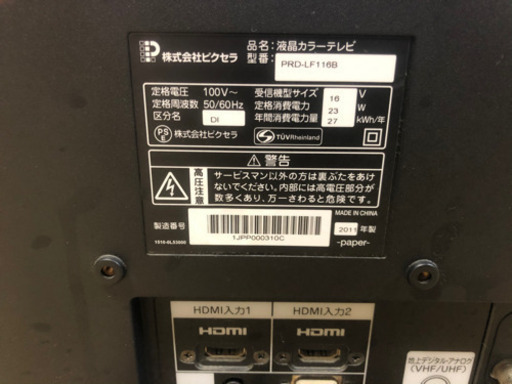 株式会社ピクセラ
品名：液晶カラーテレビ
型番： PRD-LF116B
定格電圧： 100V～
定格周波数 50/60Hz
区分名 DI
受信機型サイズ 16 V
定格消費電力 23 W
年間消費電力量 27 kWh/年
PS E 株式会社ピクセラ
TÜVRheinland
警告
高圧注意
サービスマン以外の方は裏ぶたをあけ
ないでください。内部には高電圧部分が
数多くあり、万一さわると危険です。
MADE IN CHINA
製造番号
1JPP000310C
2011 年製
-paper-
HDMI入力1
HDMI入力2
HDMI
HDMI
地上デジタル・アナログ
(VHF/UHF)